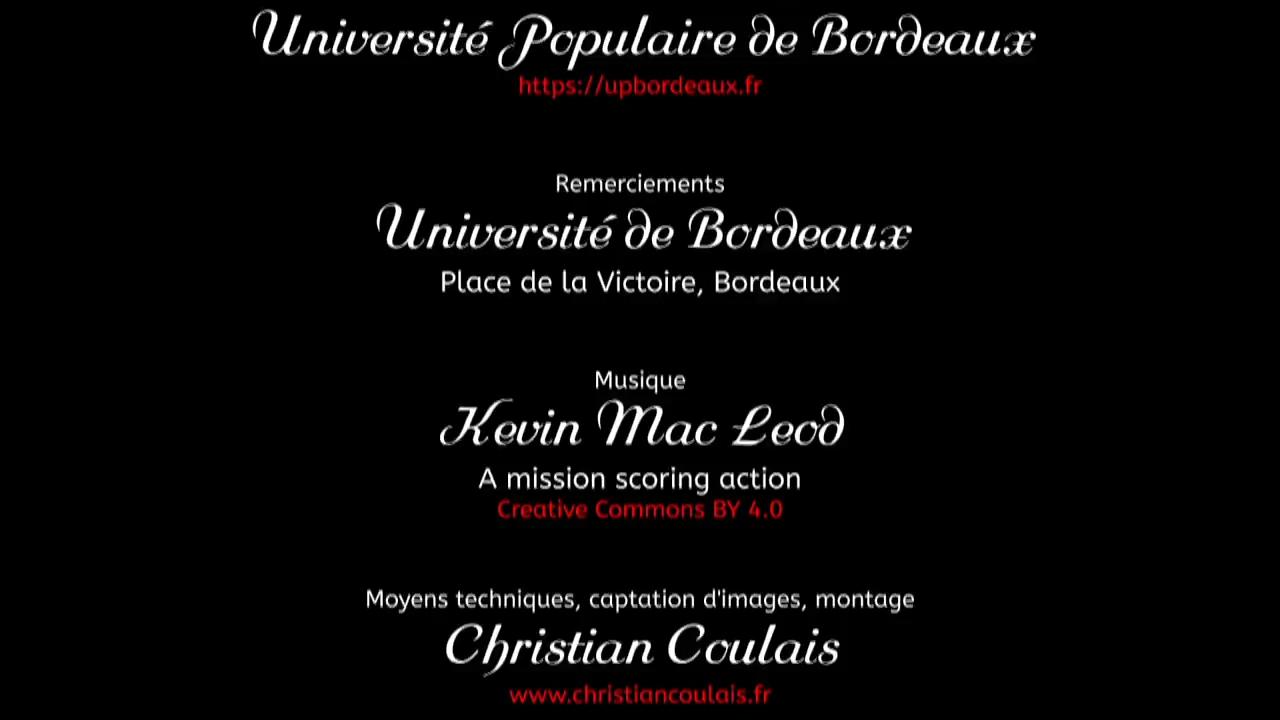 Université Populaire de Bordeaux
https://upbordeaux.fr
Remerciements
Université de Bordeaux
Place de la Victoire, Bordeaux
Musique
Kevin Mac Leod
A mission scoring action
Creative Commons BY 4.0
Moyens techniques, captation d'images, montage
Christian Coulais
www.christiancoulais.fr